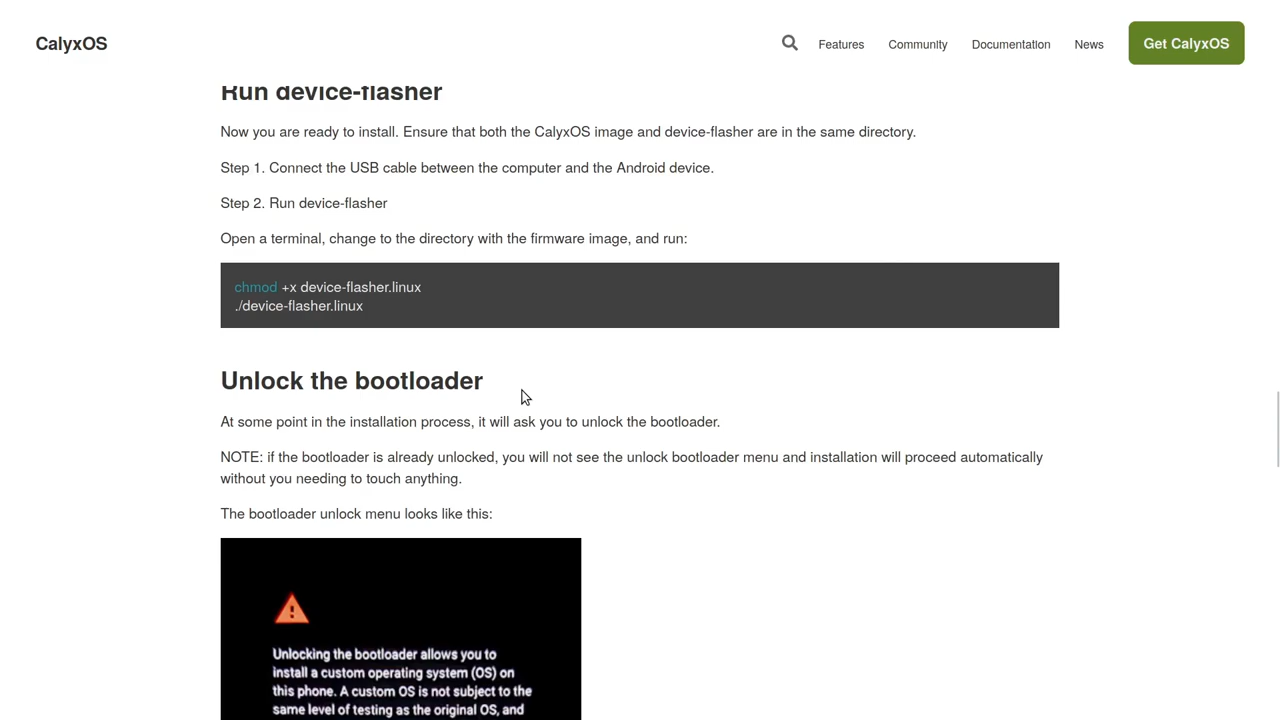 CalyxOS
Features
Community
Documentation
News
Get CalyxOS
Run device-flasher
Now you are ready to install. Ensure that both the CalyxOS image and device-flasher are in the same directory.
Step 1. Connect the USB cable between the computer and the Android device.
Step 2. Run device-flasher
Open a terminal, change to the directory with the firmware image, and run:
chmod +x device-flasher.linux
./device-flasher.linux
Unlock the bootloader
At some point in the installation process, it will ask you to unlock the bootloader.
NOTE: if the bootloader is already unlocked, you will not see the unlock bootloader menu and installation will proceed automatically
without you needing to touch anything.
The bootloader unlock menu looks like this:
Unlocking the bootloader allows you to
install a custom operating system (OS) on
this phone. A custom OS is not subject to the
same level of testing as the original OS, and